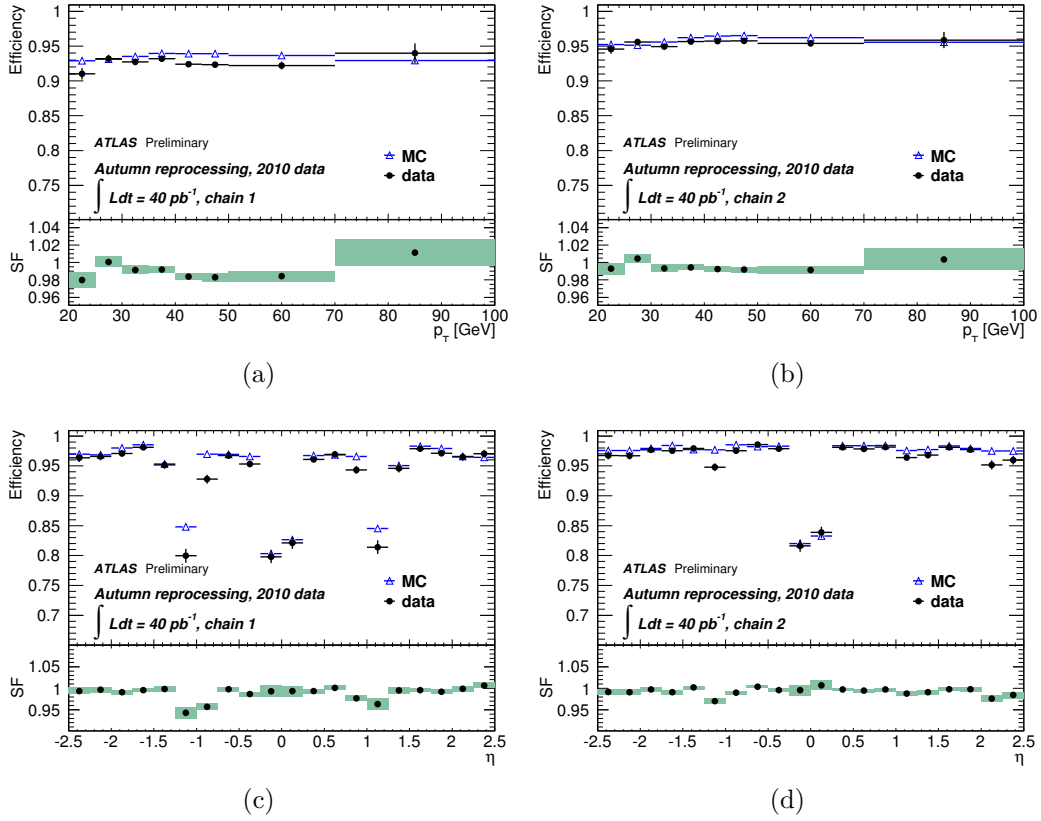 Efficiency
1
0.95
0.9
0.85
0.8
0.75
ATLAS Preliminary
Autumn reprocessing, 2010 data
∫ Ldt = 40 pb⁻¹, chain 1
MC
data
SF
1.04
1.02
1
0.98
0.96
20 30 40 50 60 70 80 90 100
p_T [GeV]
(a)
Efficiency
1
0.95
0.9
0.85
0.8
0.75
ATLAS Preliminary
Autumn reprocessing, 2010 data
∫ Ldt = 40 pb⁻¹, chain 2
MC
data
SF
1.04
1.02
1
0.98
0.96
20 30 40 50 60 70 80 90 100
p_T [GeV]
(b)
Efficiency
1
0.95
0.9
0.85
0.8
0.75
0.7
ATLAS Preliminary
Autumn reprocessing, 2010 data
∫ Ldt = 40 pb⁻¹, chain 1
MC
data
SF
1.05
1
0.95
-2.5 -2 -1.5 -1 -0.5 0 0.5 1 1.5 2 2.5
η
(c)
Efficiency
1
0.95
0.9
0.85
0.8
0.75
0.7
ATLAS Preliminary
Autumn reprocessing, 2010 data
∫ Ldt = 40 pb⁻¹, chain 2
MC
data
SF
1.05
1
0.95
-2.5 -2 -1.5 -1 -0.5 0 0.5 1 1.5 2 2.5
η
(d)